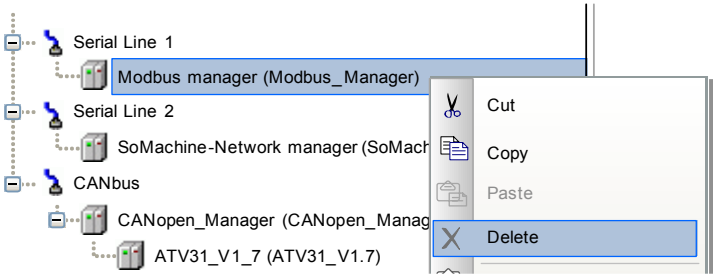 Serial Line 1
Modbus manager (Modbus_Manager)
Serial Line 2
SoMachine-Network manager (SoMach
CANbus
CANopen_Manager (CANopen_Manag
ATV31_V1_7 (ATV31_V1.7)
Cut
Copy
Paste
Delete